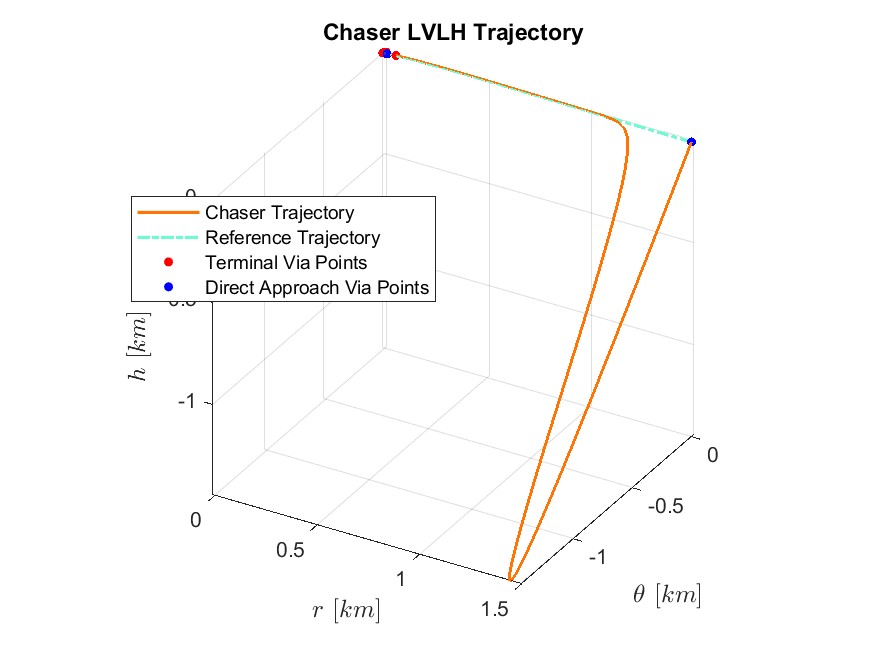 Chaser LVLH Trajectory
Chaser Trajectory
Reference Trajectory
Terminal Via Points
Direct Approach Via Points
h [km]
-1
0
0.5
1
1.5
r [km]
0
-0.5
-1
θ [km]